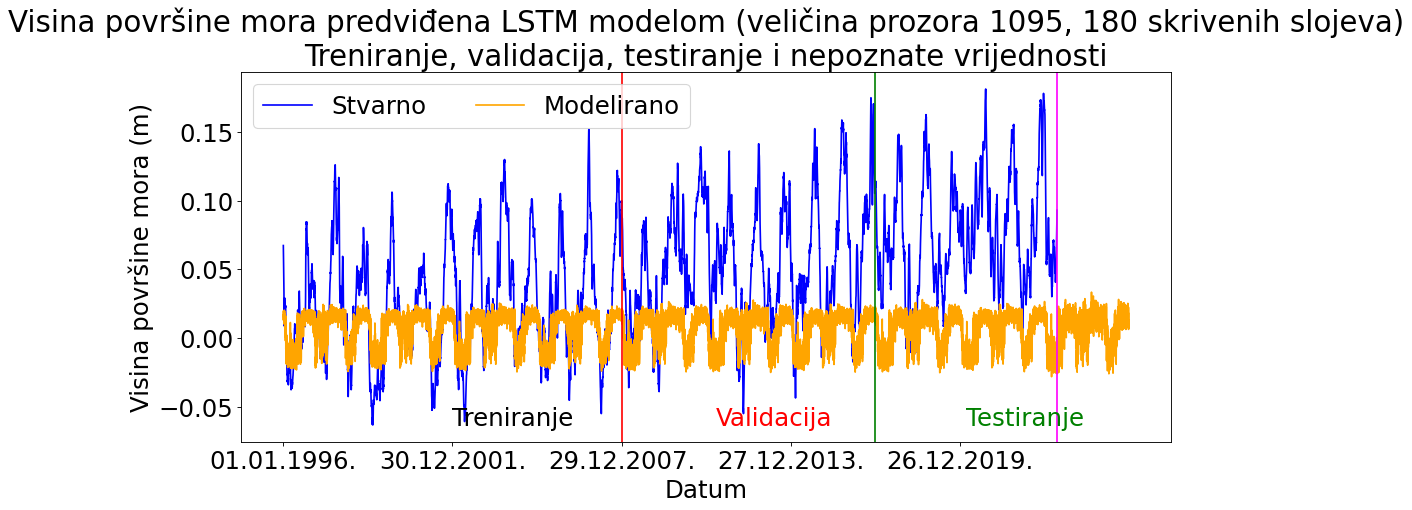 Visina površine mora predviđena LSTM modelom (veličina prozora 1095, 180 skrivenih slojeva)
Treniranje, validacija, testiranje i nepoznate vrijednosti
Stvarno
Modelirano
Visina površine mora (m)
0.15
0.10
0.05
0.00
−0.05
Treniranje
Validacija
Testiranje
01.01.1996.
30.12.2001.
29.12.2007.
27.12.2013.
26.12.2019.
Datum